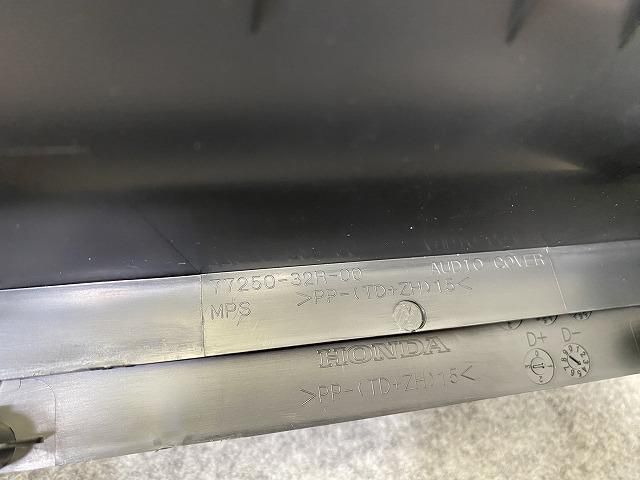 77250-32R-00 AUDIO COVER
MPS >PP-(TD+ZH)15<
HONDA
D+ D-
>PP-(TD+ZH)15<